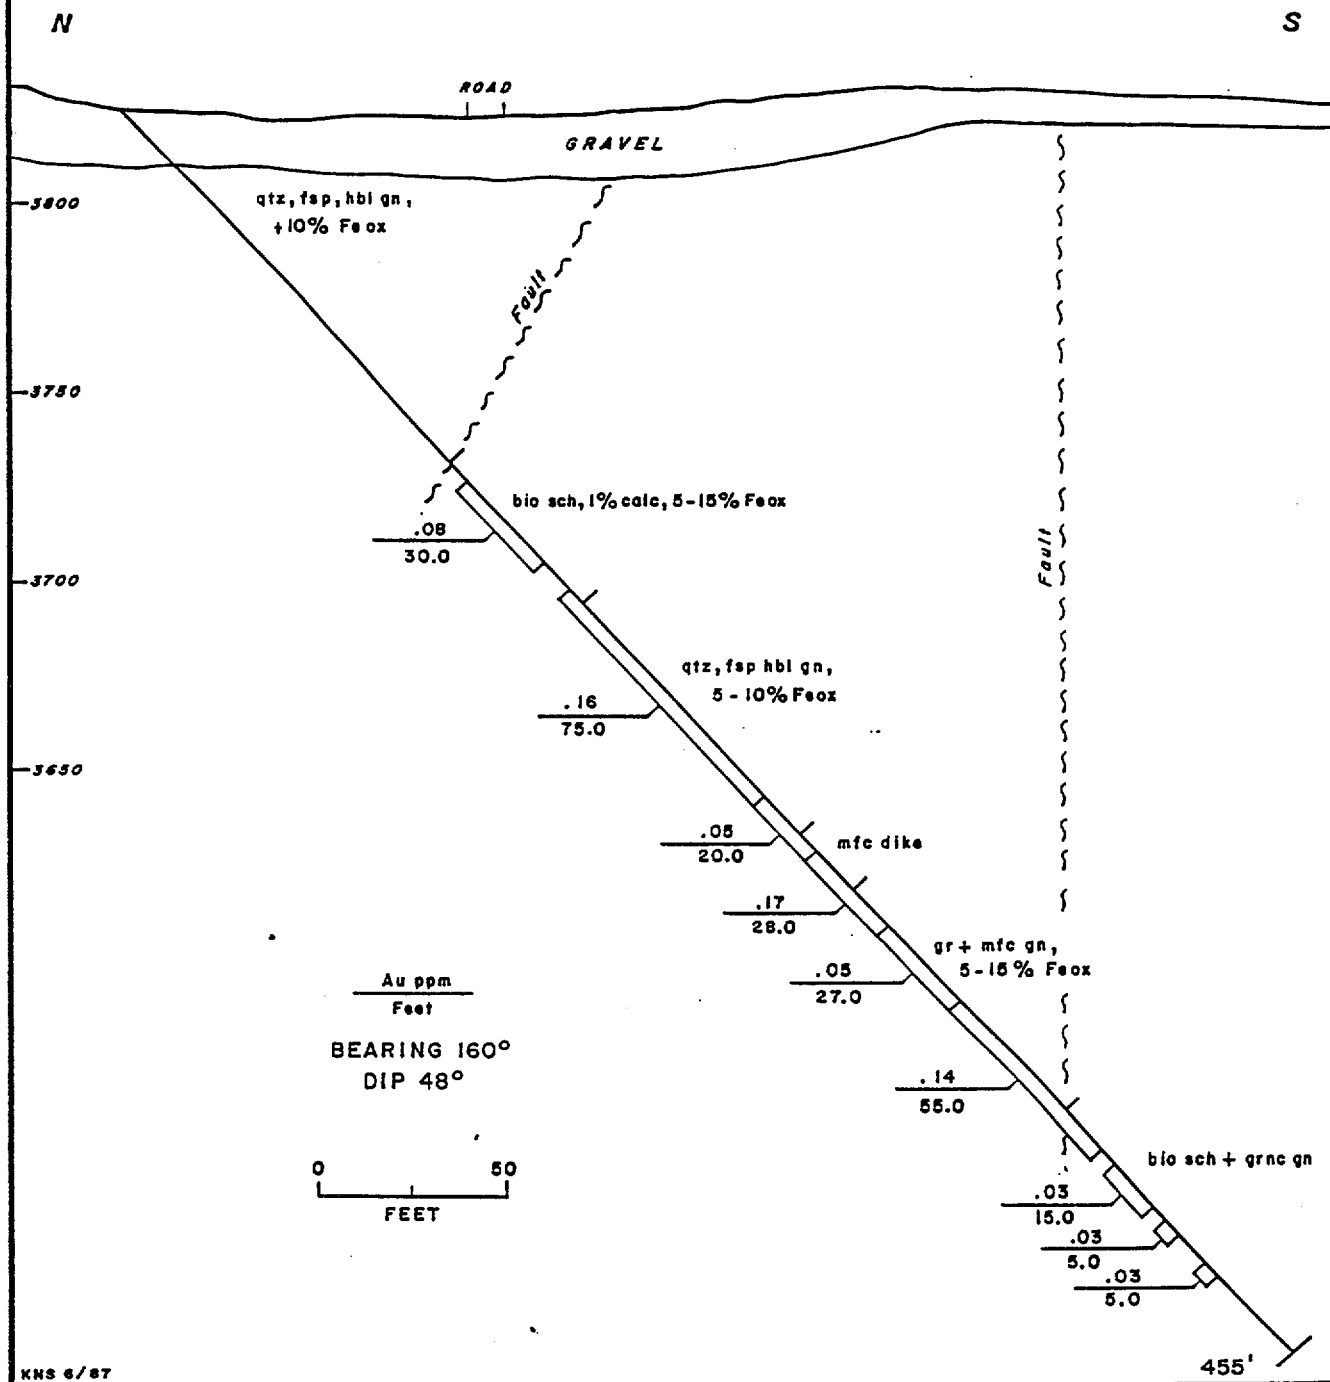 N
S
ROAD
GRAVEL
3800
qtz, fsp, hbl gn,
+10% Feox
Fault
3750
bio sch, 1% calc, 5-15% Feox
.08
30.0
Fault
3700
qtz, fsp hbl gn,
5-10% Feox
.16
75.0
3650
.05
20.0
mfc dike
.17
28.0
gr + mfc gn,
5-15% Feox
.05
27.0
Au ppm
Feet
BEARING 160°
DIP 48°
.14
55.0
bio sch + grnc gn
0 50
FEET
.03
15.0
.03
5.0
.03
5.0
455'
KNS 6/87